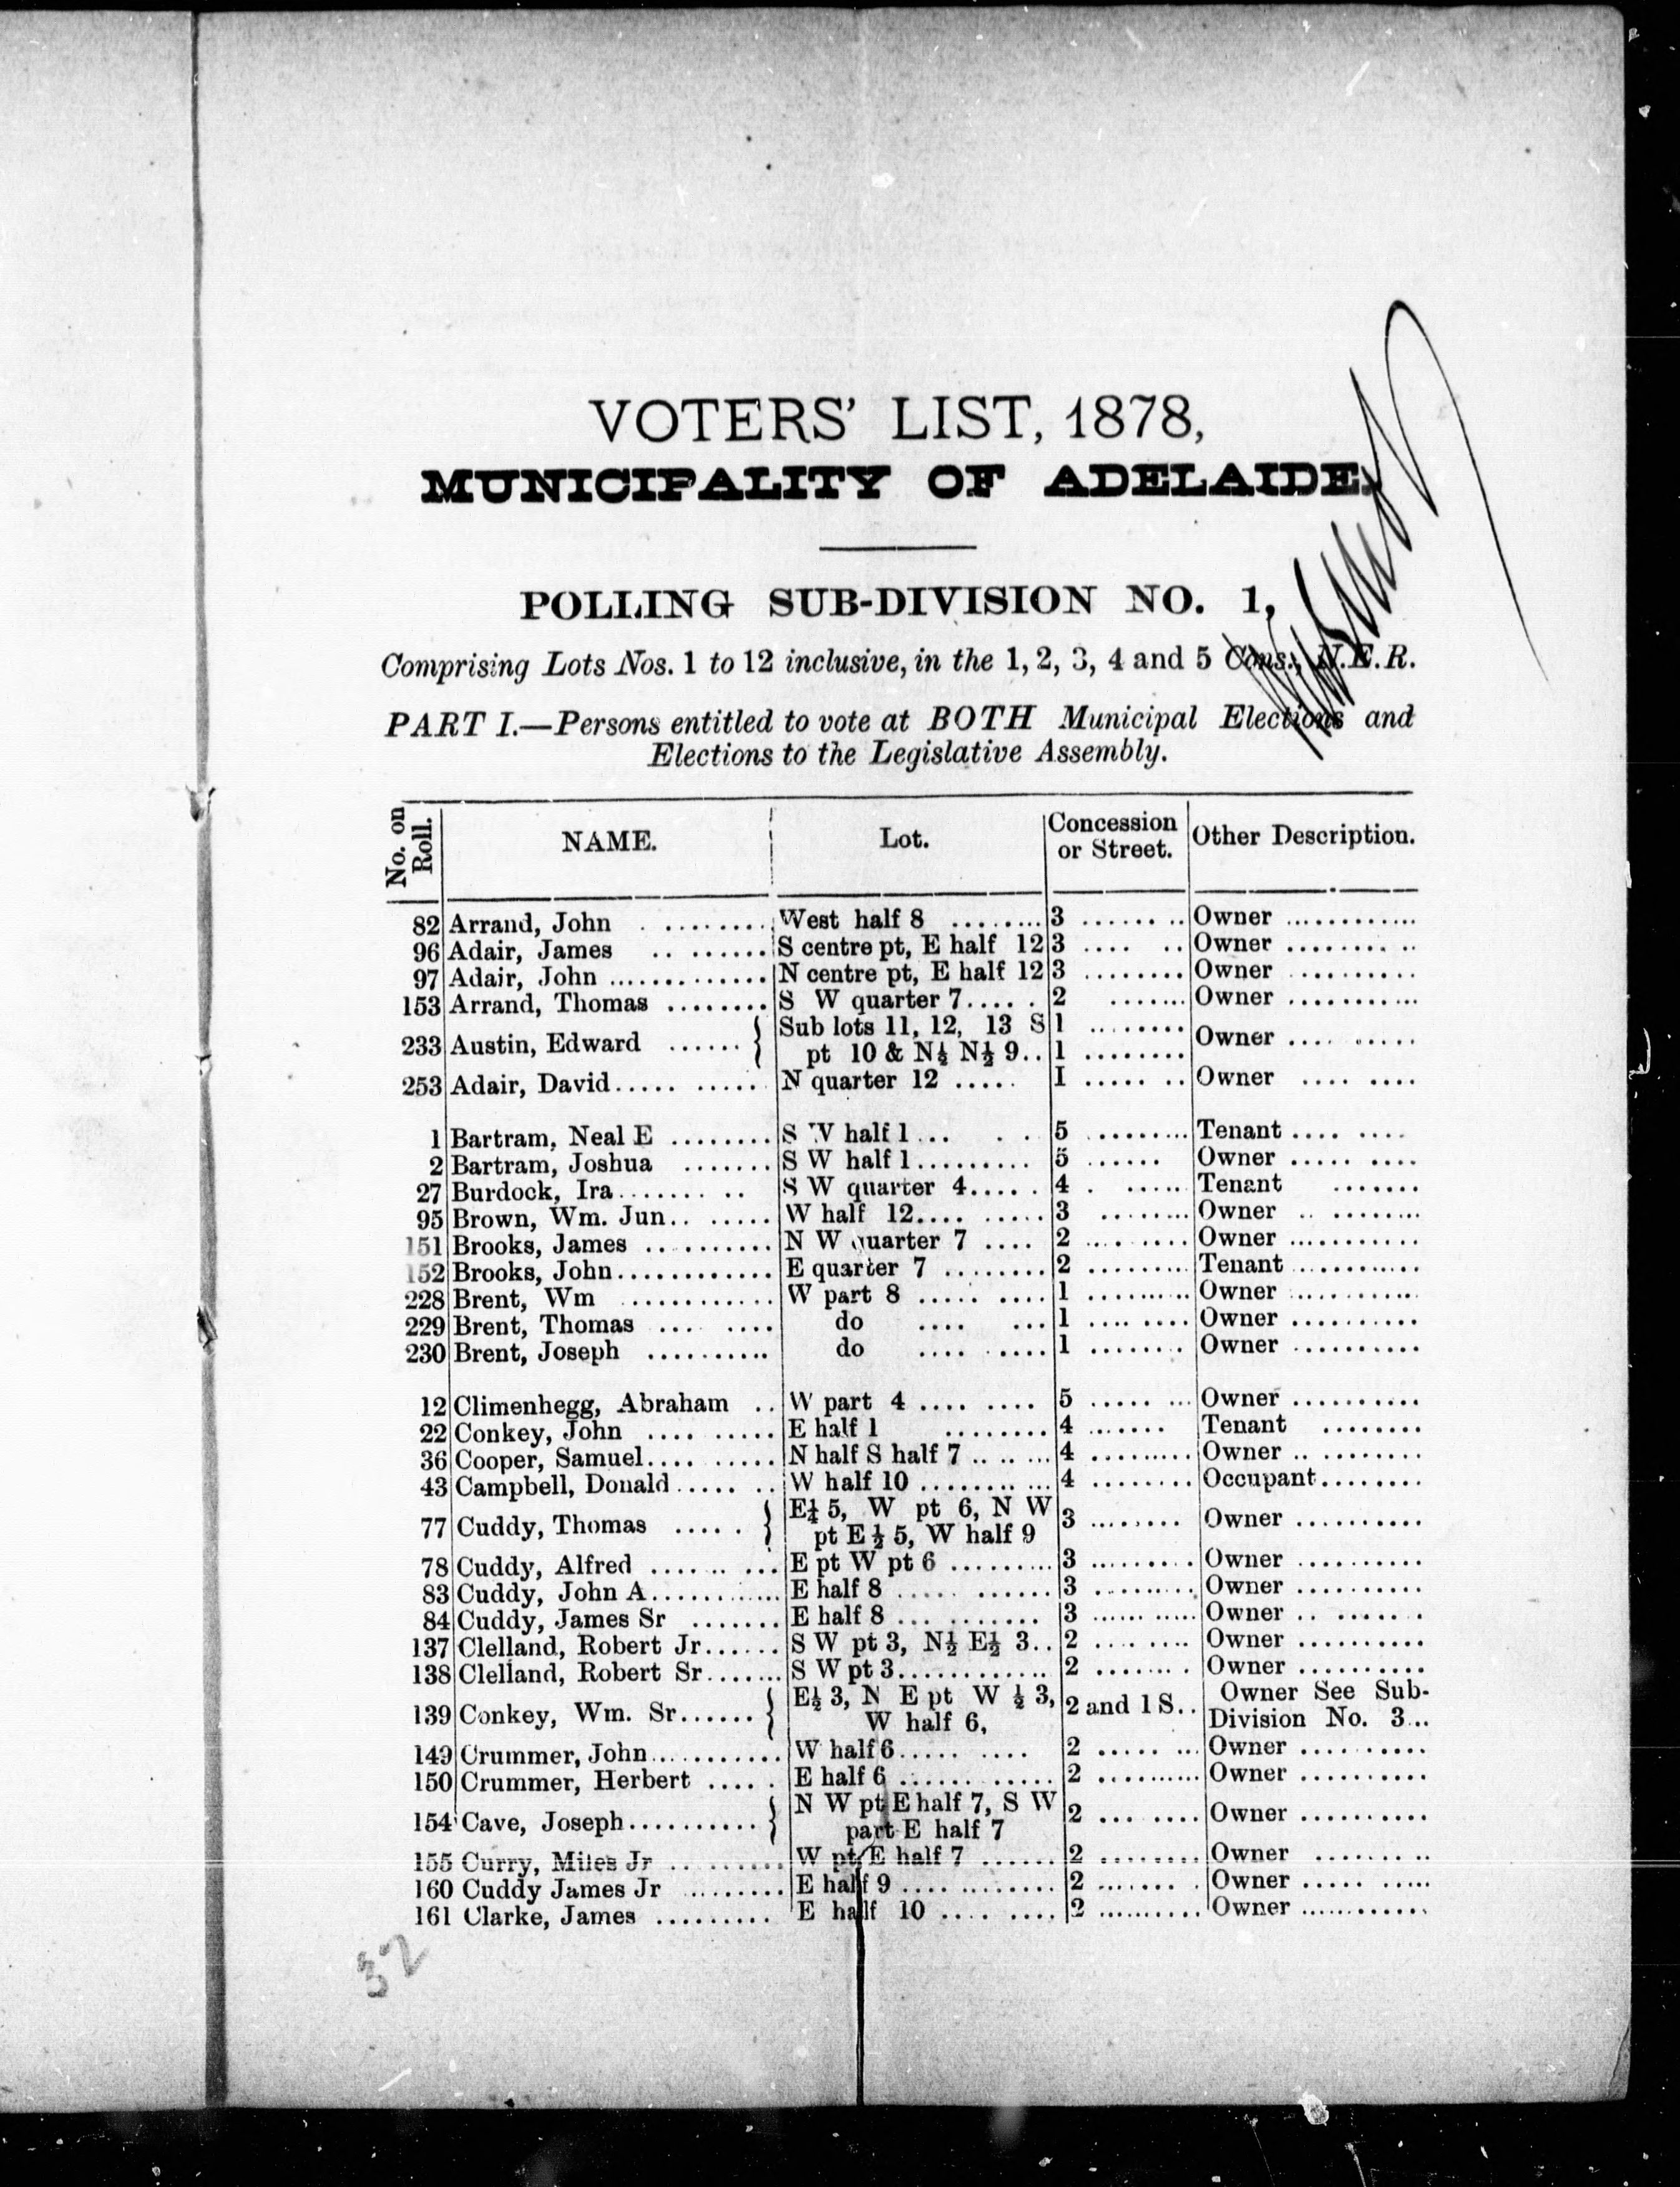 VOTERS' LIST, 1878,
MUNICIPALITY OF ADELAIDE.
POLLING SUB-DIVISION NO. 1,
Comprising Lots Nos. 1 to 12 inclusive, in the 1, 2, 3, 4 and 5 Cons., N.E.R.
PART I.—Persons entitled to vote at BOTH Municipal Elections and
Elections to the Legislative Assembly.
No. on Roll. NAME. Lot. Concession or Street. Other Description.
82 Arrand, John ......... West half 8 ........ 3 ........ Owner ............
96 Adair, James ........ S centre pt, E half 12 3 ...... Owner ..........
97 Adair, John ............. N centre pt, E half 12 3 ........ Owner ..........
153 Arrand, Thomas ........ S W quarter 7..... 2 ....... Owner ...........
233 Austin, Edward ...... { Sub lots 11, 12, 13 S 1 ........ Owner .........
pt 10 & N½ N½ 9.. 1 ........
253 Adair, David........... N quarter 12 ..... I ....... Owner ........
1 Bartram, Neal E ........ S W half 1..... 5 ......... Tenant ........
2 Bartram, Joshua ....... S W half 1......... 5 ...... Owner .........
27 Burdock, Ira.......... S W quarter 4..... 4 ...... Tenant .......
95 Brown, Wm. Jun........ W half 12......... 3 ........ Owner ..........
151 Brooks, James .......... N W quarter 7 .... 2 ......... Owner ...........
152 Brooks, John............ E quarter 7 ........ 2 ......... Tenant ...........
228 Brent, Wm ............ W part 8 ......... 1 .......... Owner ...........
229 Brent, Thomas ........ do ....... 1 ........ Owner ..........
230 Brent, Joseph .......... do ........ 1 ........ Owner ..........
12 Climenhegg, Abraham .. W part 4 ........ 5 ........ Owner ..........
22 Conkey, John ......... E half 1 ........ 4 ....... Tenant ........
36 Cooper, Samuel......... N half S half 7 ....... 4 ......... Owner ..........
43 Campbell, Donald....... W half 10 .......... 4 ........ Occupant........
77 Cuddy, Thomas ..... } E¼ 5, W pt 6, N W 3 ........ Owner ..........
pt E ½ 5, W half 9
78 Cuddy, Alfred ......... E pt W pt 6 ......... 3 ......... Owner ..........
83 Cuddy, John A........... E half 8 ........... 3 ......... Owner ..........
84 Cuddy, James Sr ....... E half 8 .......... 3 .......... Owner .........
137 Clelland, Robert Jr...... S W pt 3, N½ E½ 3.. 2 ........ Owner ..........
138 Clelland, Robert Sr....... S W pt 3............ 2 ........ Owner ..........
139 Conkey, Wm. Sr...... { E½ 3, N E pt W ½ 3, 2 and 1 S.. Owner See Sub-
W half 6, Division No. 3...
149 Crummer, John........... W half 6......... 2 ........ Owner ..........
150 Crummer, Herbert ..... E half 6 ........... 2 .......... Owner ..........
154 Cave, Joseph.......... } N W pt E half 7, S W 2 ........ Owner ..........
part E half 7
155 Curry, Miles Jr ......... W pt E half 7 ...... 2 ......... Owner ........
160 Cuddy James Jr ......... E half 9 ............ 2 ........ Owner ..........
161 Clarke, James ......... E half 10 ........ 2 .......... Owner ............
32